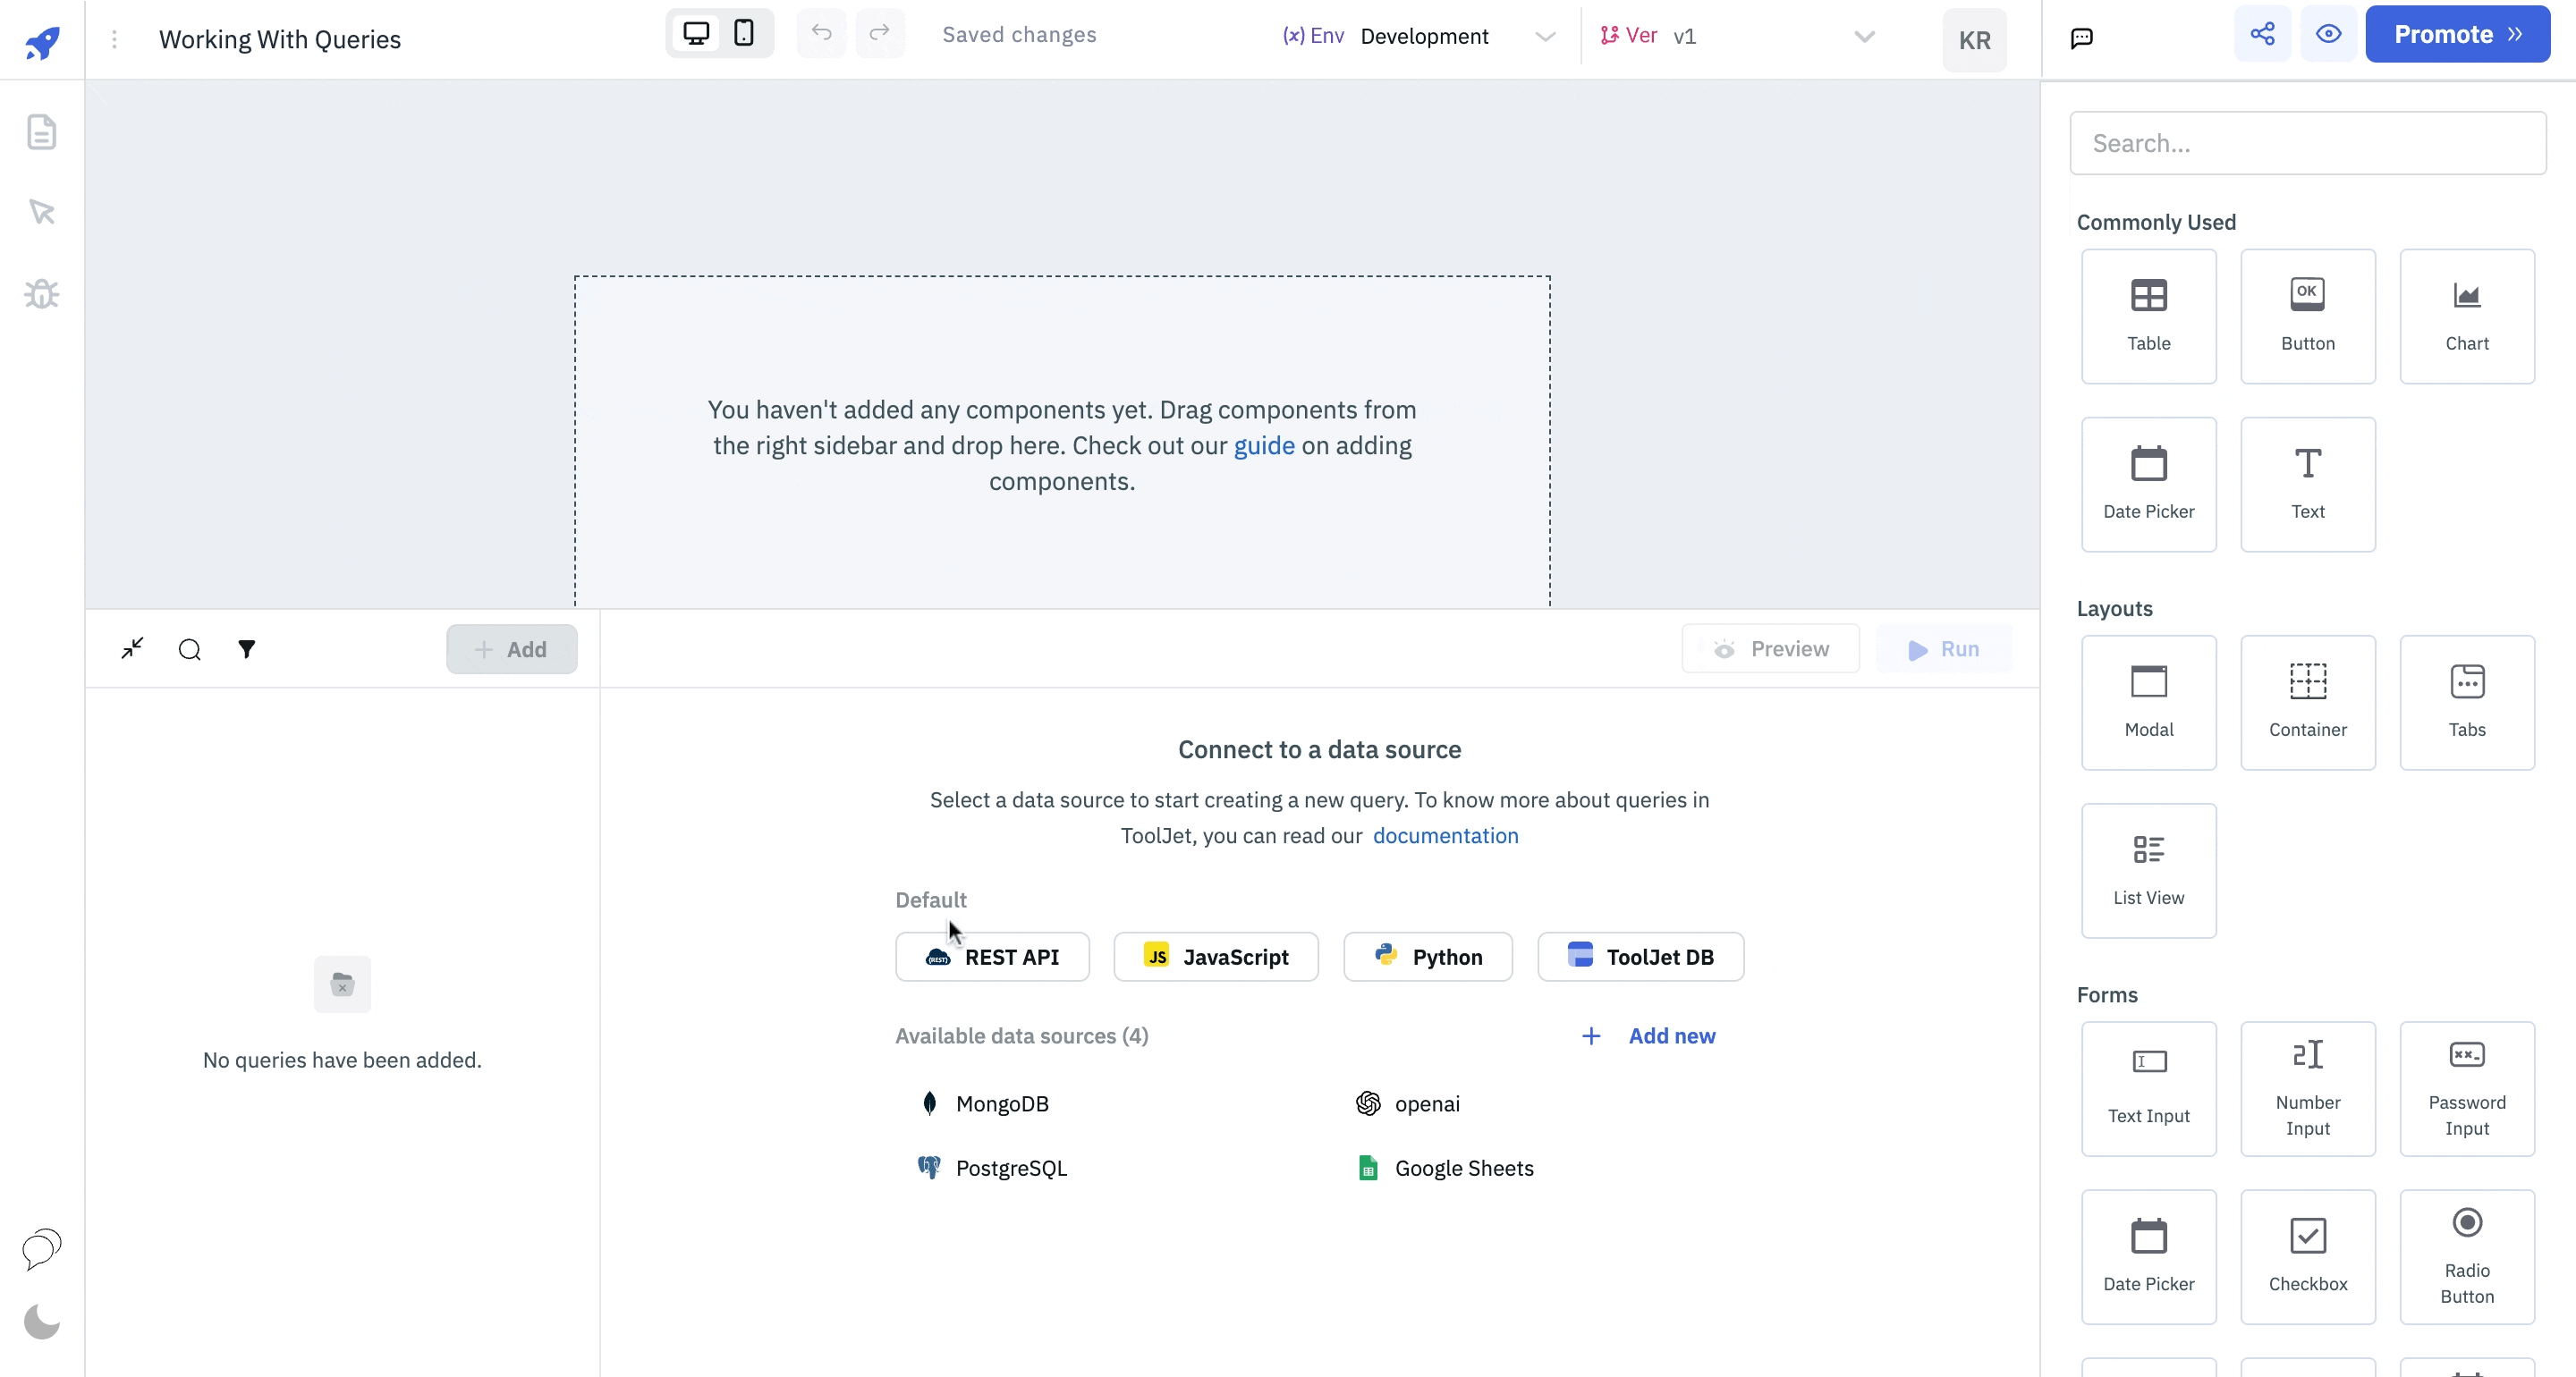 Working With Queries
Saved changes
(x) Env Development
Ver v1
KR
Promote
Search...
Commonly Used
OK
Table
Button
Chart
Date Picker
Text
You haven't added any components yet. Drag components from
the right sidebar and drop here. Check out our guide on adding
components.
Layouts
Modal
Container
Tabs
List View
+ Add
Preview
Run
Connect to a data source
Select a data source to start creating a new query. To know more about queries in
ToolJet, you can read our documentation
Default
REST API
JS JavaScript
Python
ToolJet DB
Available data sources (4)
+ Add new
MongoDB
openai
PostgreSQL
Google Sheets
No queries have been added.
Forms
Text Input
Number
Input
Password
Input
Date Picker
Checkbox
Radio
Button